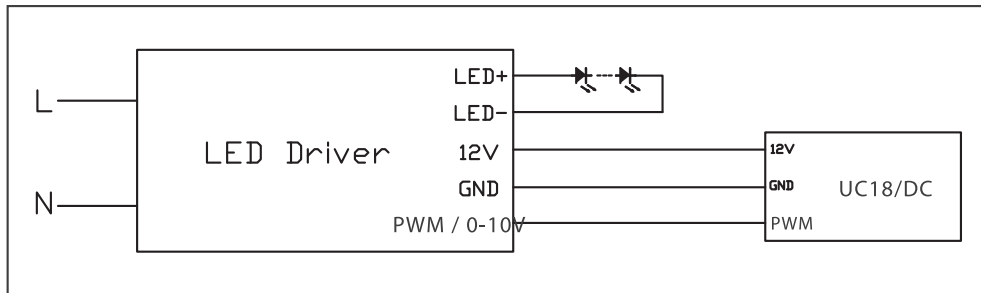 L
N
LED Driver
LED+
LED-
12V
GND
PWM / 0-10V
12V
GND
PWM
UC18/DC